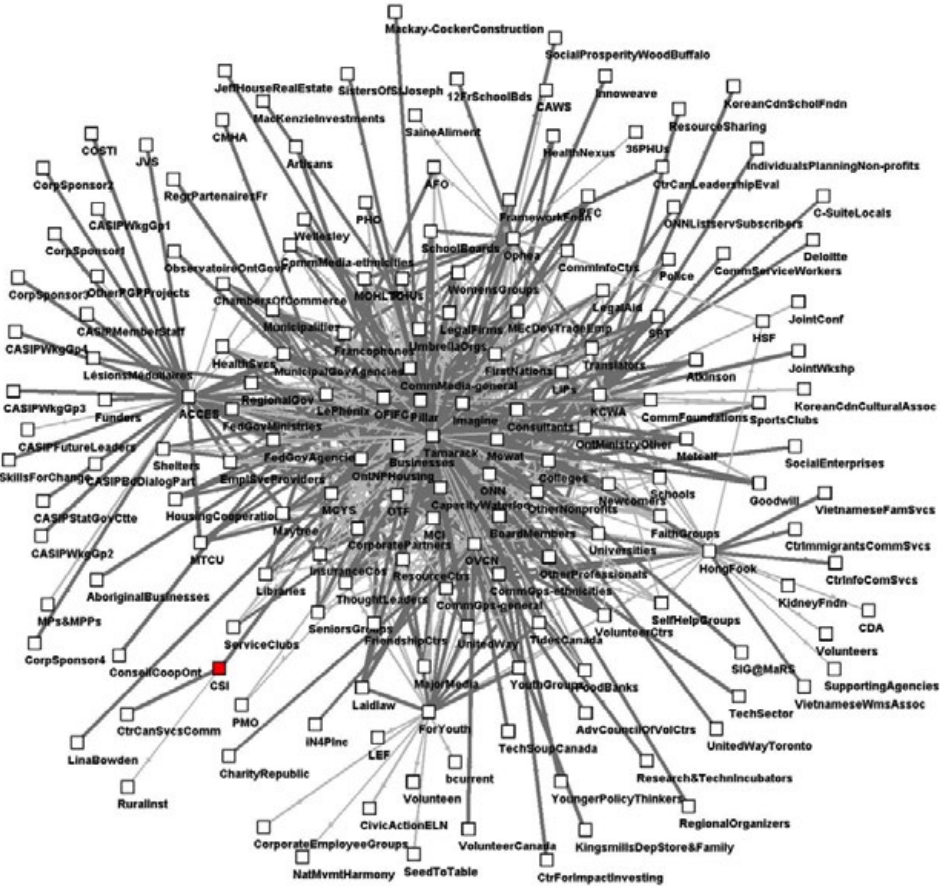 Mackay-CockerConstruction
SocialProsperityWoodBuffalo
JeffHouseRealEstate
SistersOfStJoseph
12FrSchoolBds
CAWS
Innoweave
KoreanCdnScholFndn
MacKenzieInvestments
SaineAliment
ResourceSharing
CMHA
HealthNexus
36PHUs
COSTI
JVS
Artisans
IndividualsPlanningNon-profits
CorpSponsor2
RegrPartenairesFr
AFO
CtrCanLeadershipEval
CASIPWkgGp1
PHO
C-SuiteLocals
ONNListservSubscribers
Wellesley
SchoolBoards
Ophea
CorpSponsor1
CommMedia-ethnicities
Deloitte
ObservatoireOntGovFr
CommInfoCtrs
Police
CommServiceWorkers
OtherPGPProjects
ChambersOfCommerce
WomensGroups
LegalAid
JointConf
CASIPMemberStaff
Municipalities
LegalFirms
MEcDevTradeEmp
SPT
HSF
CASIPWkgGp4
Francophones
UmbrellaOrgs
LésionsMédullaires
HealthSvcs
MunicipalGovAgencies
FirstNations
Translators
Atkinson
JointWkshp
CommMedia-general
LIPs
CASIPWkgGp3
Funders
ACCES
RegionalGov
LePhénix
OFIFC
Pillar
Imagine
KCWA
KoreanCdnCulturalAssoc
CommFoundations
SportsClubs
FedGovMinistries
Consultants
CASIPFutureLeaders
Tamarack
Mowat
OntMinistryOther
Metcalf
Shelters
FedGovAgencies
Businesses
SocialEnterprises
SkillsForChange
CASIPBdDialogPart
EmplSvcProviders
OntNPHousing
ONN
Colleges
Schools
Goodwill
CASIPStatGovCttee
HousingCooperation
MCYS
OTF
CapacityWaterloo
OtherNonprofits
Newcomers
VietnameseFamSvcs
Maytree
CorporatePartners
MCI
BoardMembers
FaithGroups
CASIPWkgGp2
MTCU
OVCN
Universities
CtrImmigrantsCommSvcs
InsuranceCos
ResourceCtrs
OtherProfessionals
HongFook
CtrInfoComSvcs
AboriginalBusinesses
Libraries
ThoughtLeaders
CommGps-ethnicities
KidneyFndn
MPs&MPPs
CommGps-general
CDA
SeniorsGroups
SelfHelpGroups
ServiceClubs
FriendshipCtrs
UnitedWay
TidesCanada
VolunteerCtrs
Volunteers
CorpSponsor4
ConseilCoopOnt
CSI
MajorMedia
YouthGroups
FoodBanks
SIG@MaRS
SupportingAgencies
Laidlaw
VietnameseWmsAssoc
CtrCanSvcsComm
PMO
TechSector
iN4PInc
ForYouth
AdvCouncilOfVolCtrs
LinaBowden
LEF
TechSoupCanada
UnitedWayToronto
CharityRepublic
bcurrent
Research&TechnIncubators
RuralInst
Volunteen
YoungerPolicyThinkers
CivicActionELN
RegionalOrganizers
CorporateEmployeeGroups
VolunteerCanada
KingsmillsDepStore&Family
NatMvmtHarmony
SeedToTable
CtrForImpactInvesting